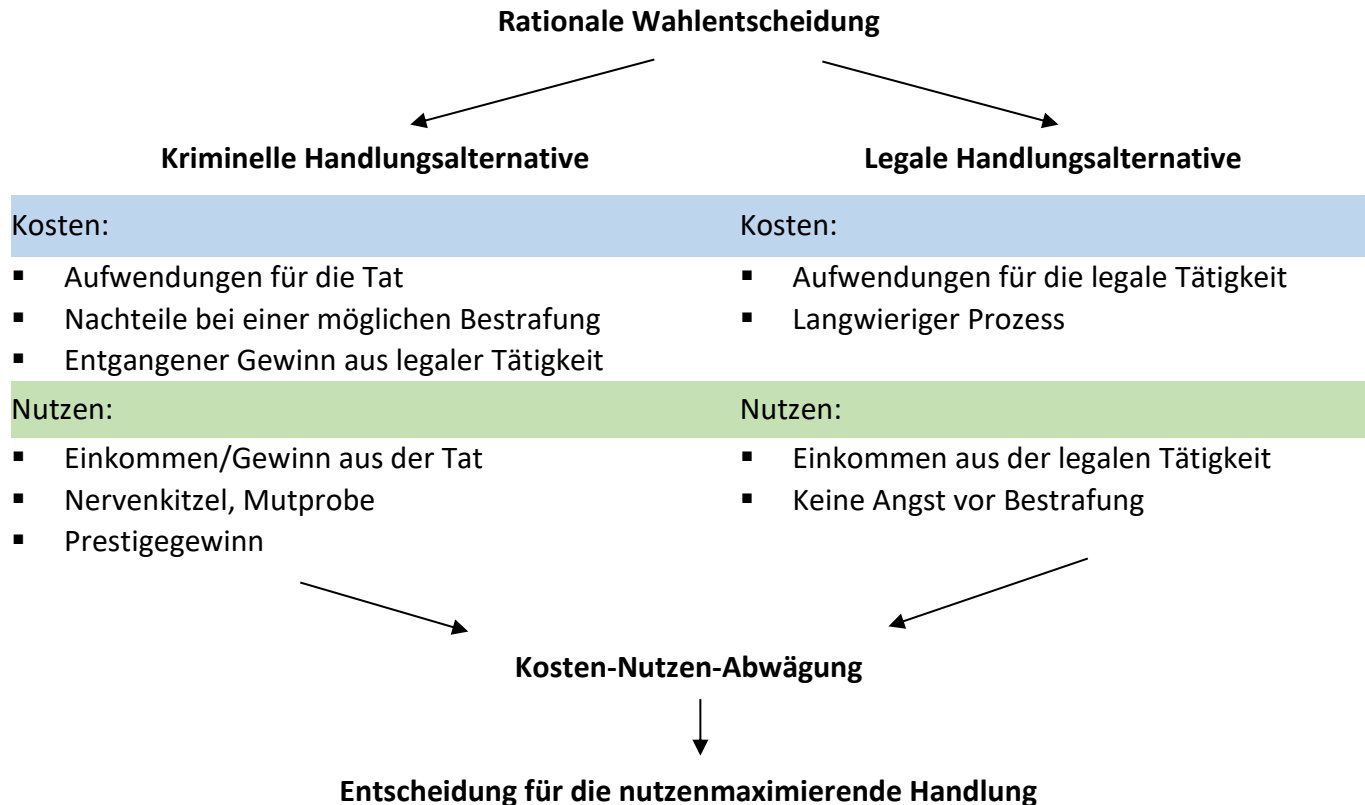 Rationale Wahlentscheidung
Kriminelle Handlungsalternative
Legale Handlungsalternative
Kosten:
Kosten:
▪ Aufwendungen für die Tat
▪ Aufwendungen für die legale Tätigkeit
▪ Nachteile bei einer möglichen Bestrafung
▪ Langwieriger Prozess
▪ Entgangener Gewinn aus legaler Tätigkeit
Nutzen:
Nutzen:
▪ Einkommen/Gewinn aus der Tat
▪ Einkommen aus der legalen Tätigkeit
▪ Nervenkitzel, Mutprobe
▪ Keine Angst vor Bestrafung
▪ Prestigegewinn
Kosten-Nutzen-Abwägung
Entscheidung für die nutzenmaximierende Handlung